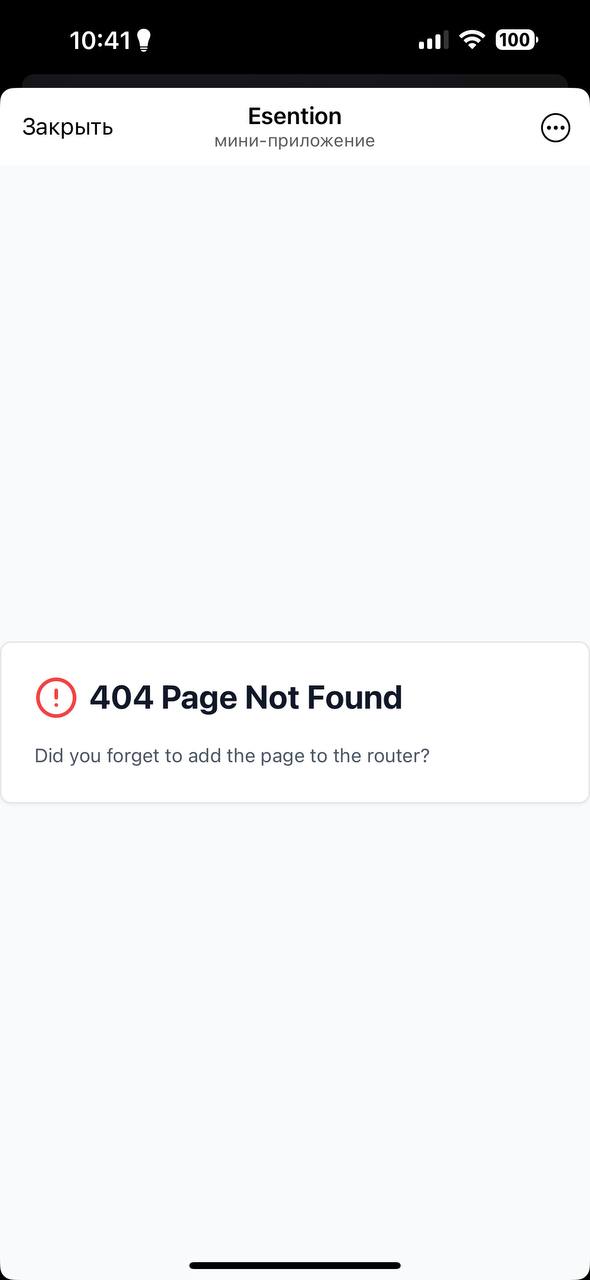 10:41
100
Закрыть
Esention
мини-приложение
404 Page Not Found
Did you forget to add the page to the router?